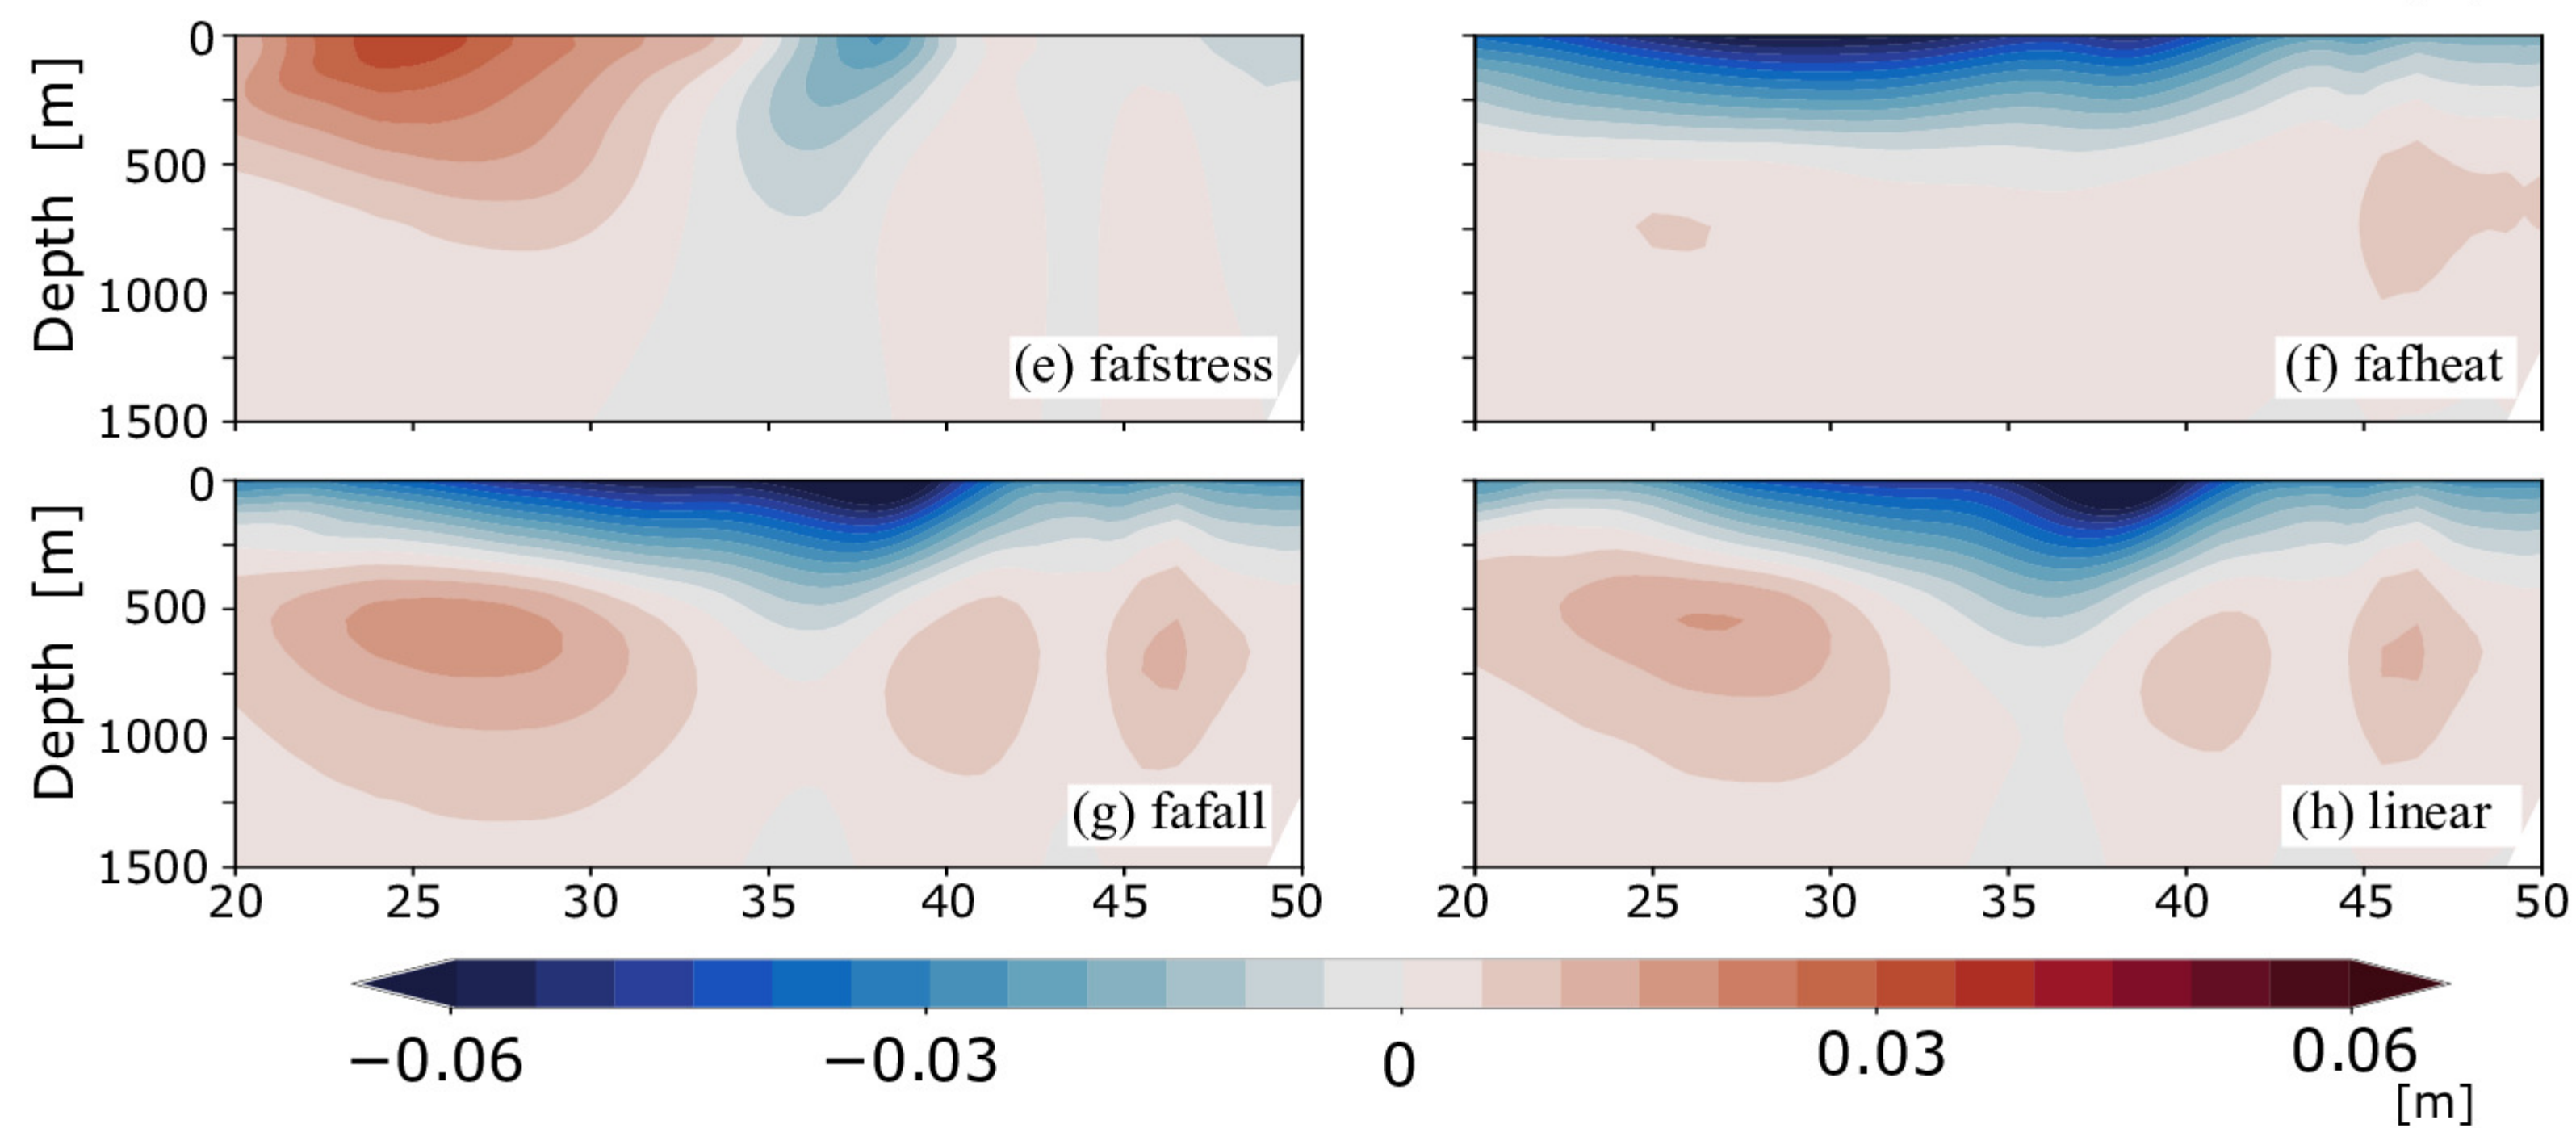 0
500
1000
1500
Depth [m]
(e) fafstress
(f) fafheat
0
500
1000
1500
Depth [m]
(g) fafall
(h) linear
20 25 30 35 40 45 50
20 25 30 35 40 45 50
−0.06 −0.03 0 0.03 0.06
[m]